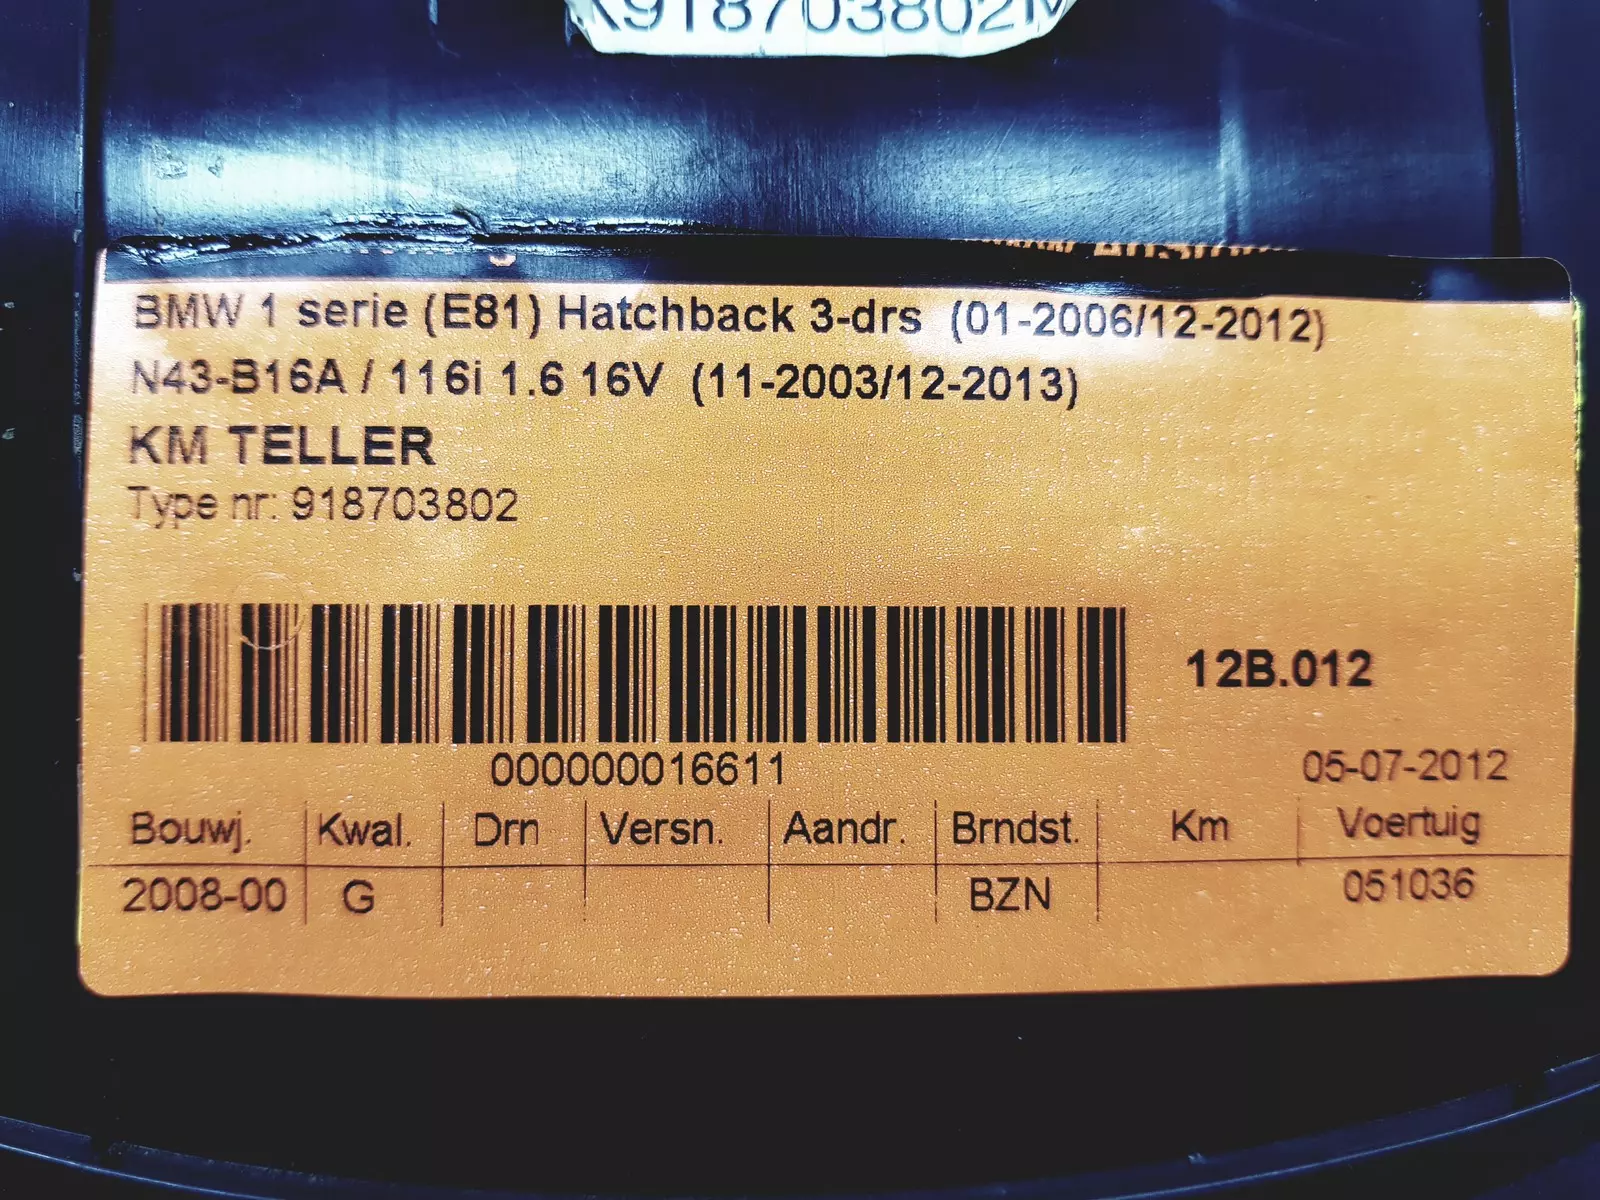 K918703802M
BMW 1 serie (E81) Hatchback 3-drs (01-2006/12-2012)
N43-B16A / 116i 1.6 16V (11-2003/12-2013)
KM TELLER
Type nr: 918703802
12B.012
000000016611
05-07-2012
Bouwj. Kwal. Drn Versn. Aandr. Brndst. Km Voertuig
2008-00 G BZN 051036